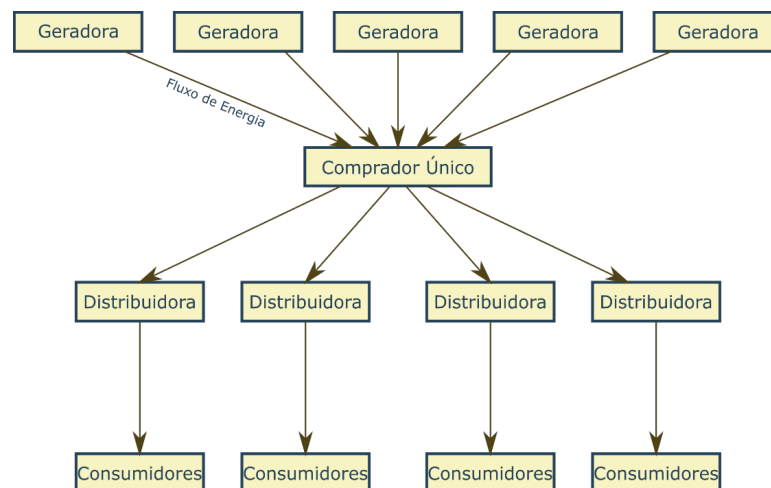 Geradora
Geradora
Geradora
Geradora
Geradora
Fluxo de Energia
Comprador Único
Distribuidora
Distribuidora
Distribuidora
Distribuidora
Consumidores
Consumidores
Consumidores
Consumidores